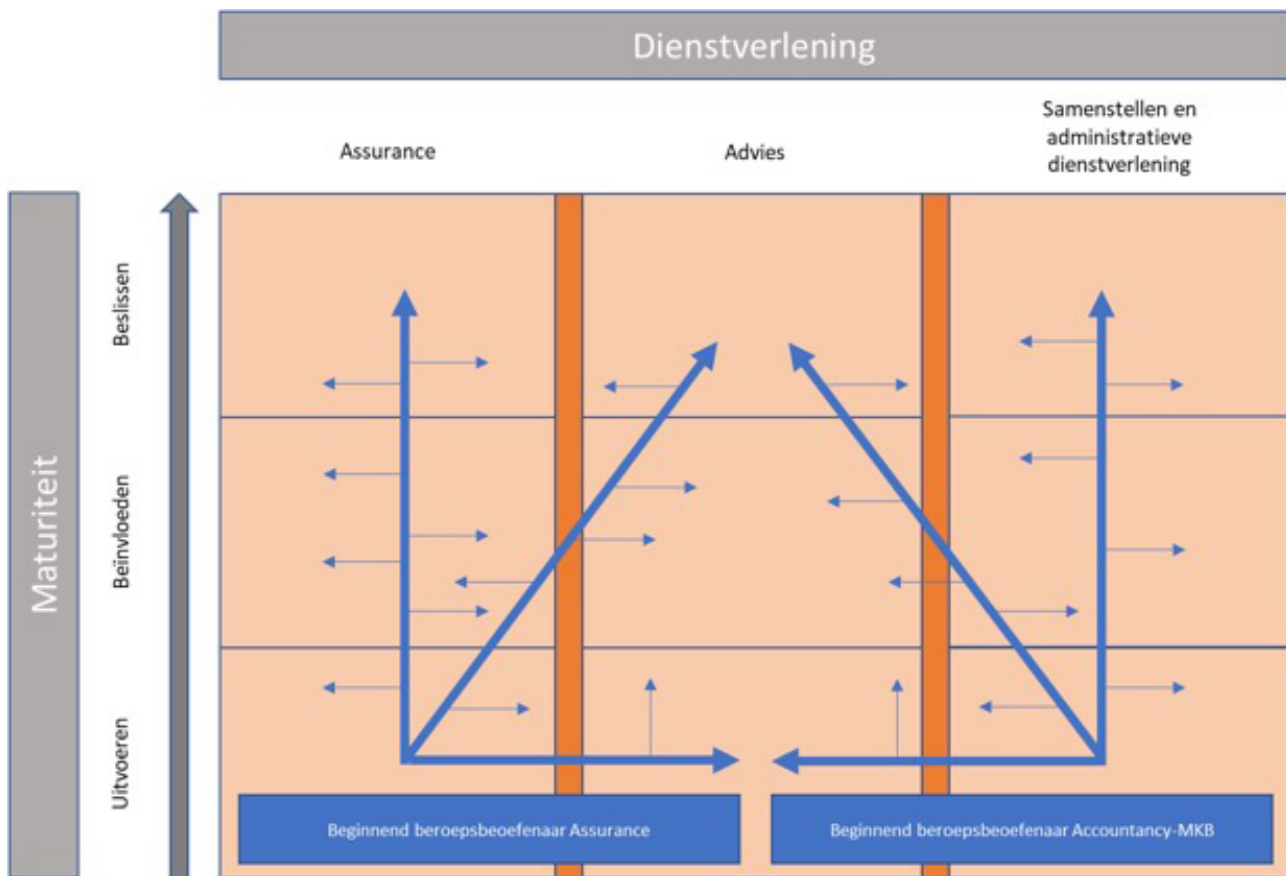 Dienstverlening
Assurance
Advies
Samenstellen en
administratieve
dienstverlening
Maturiteit
Beslissen
Beïnvloeden
Uitvoeren
Beginnend beroepsbeoefenaar Assurance
Beginnend beroepsbeoefenaar Accountancy-MKB